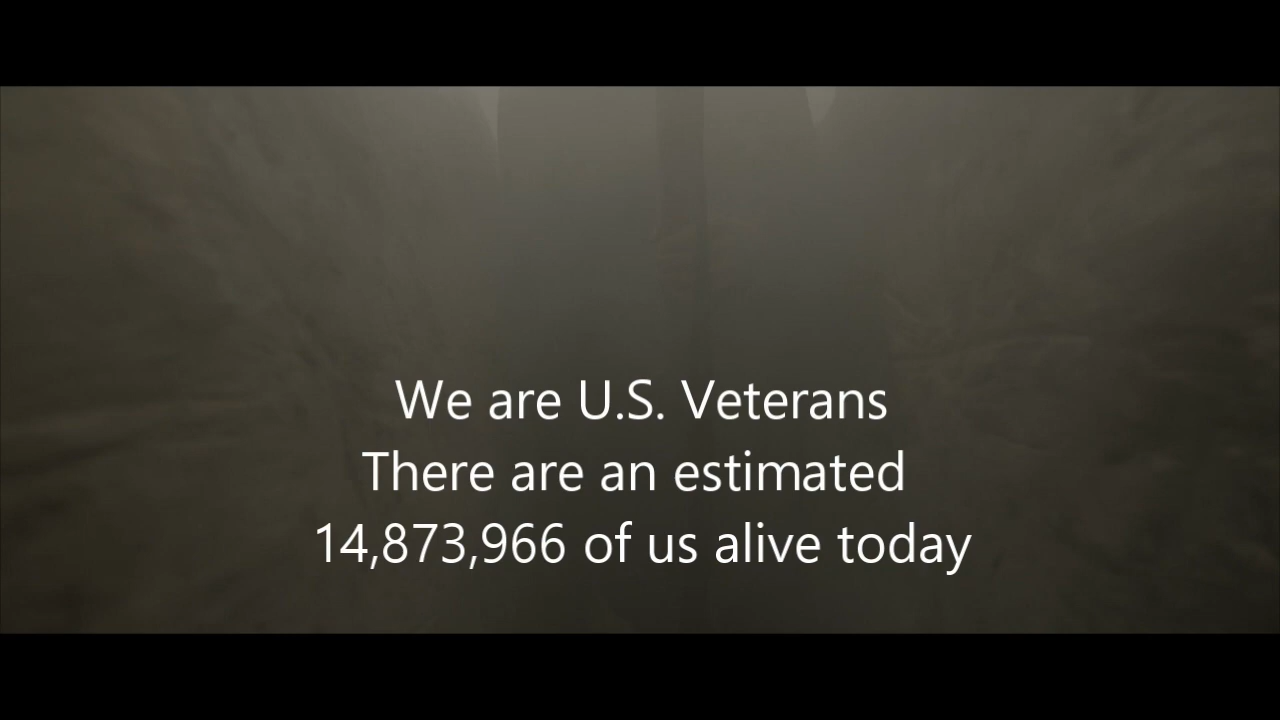 We are U.S. Veterans
There are an estimated
14,873,966 of us alive today